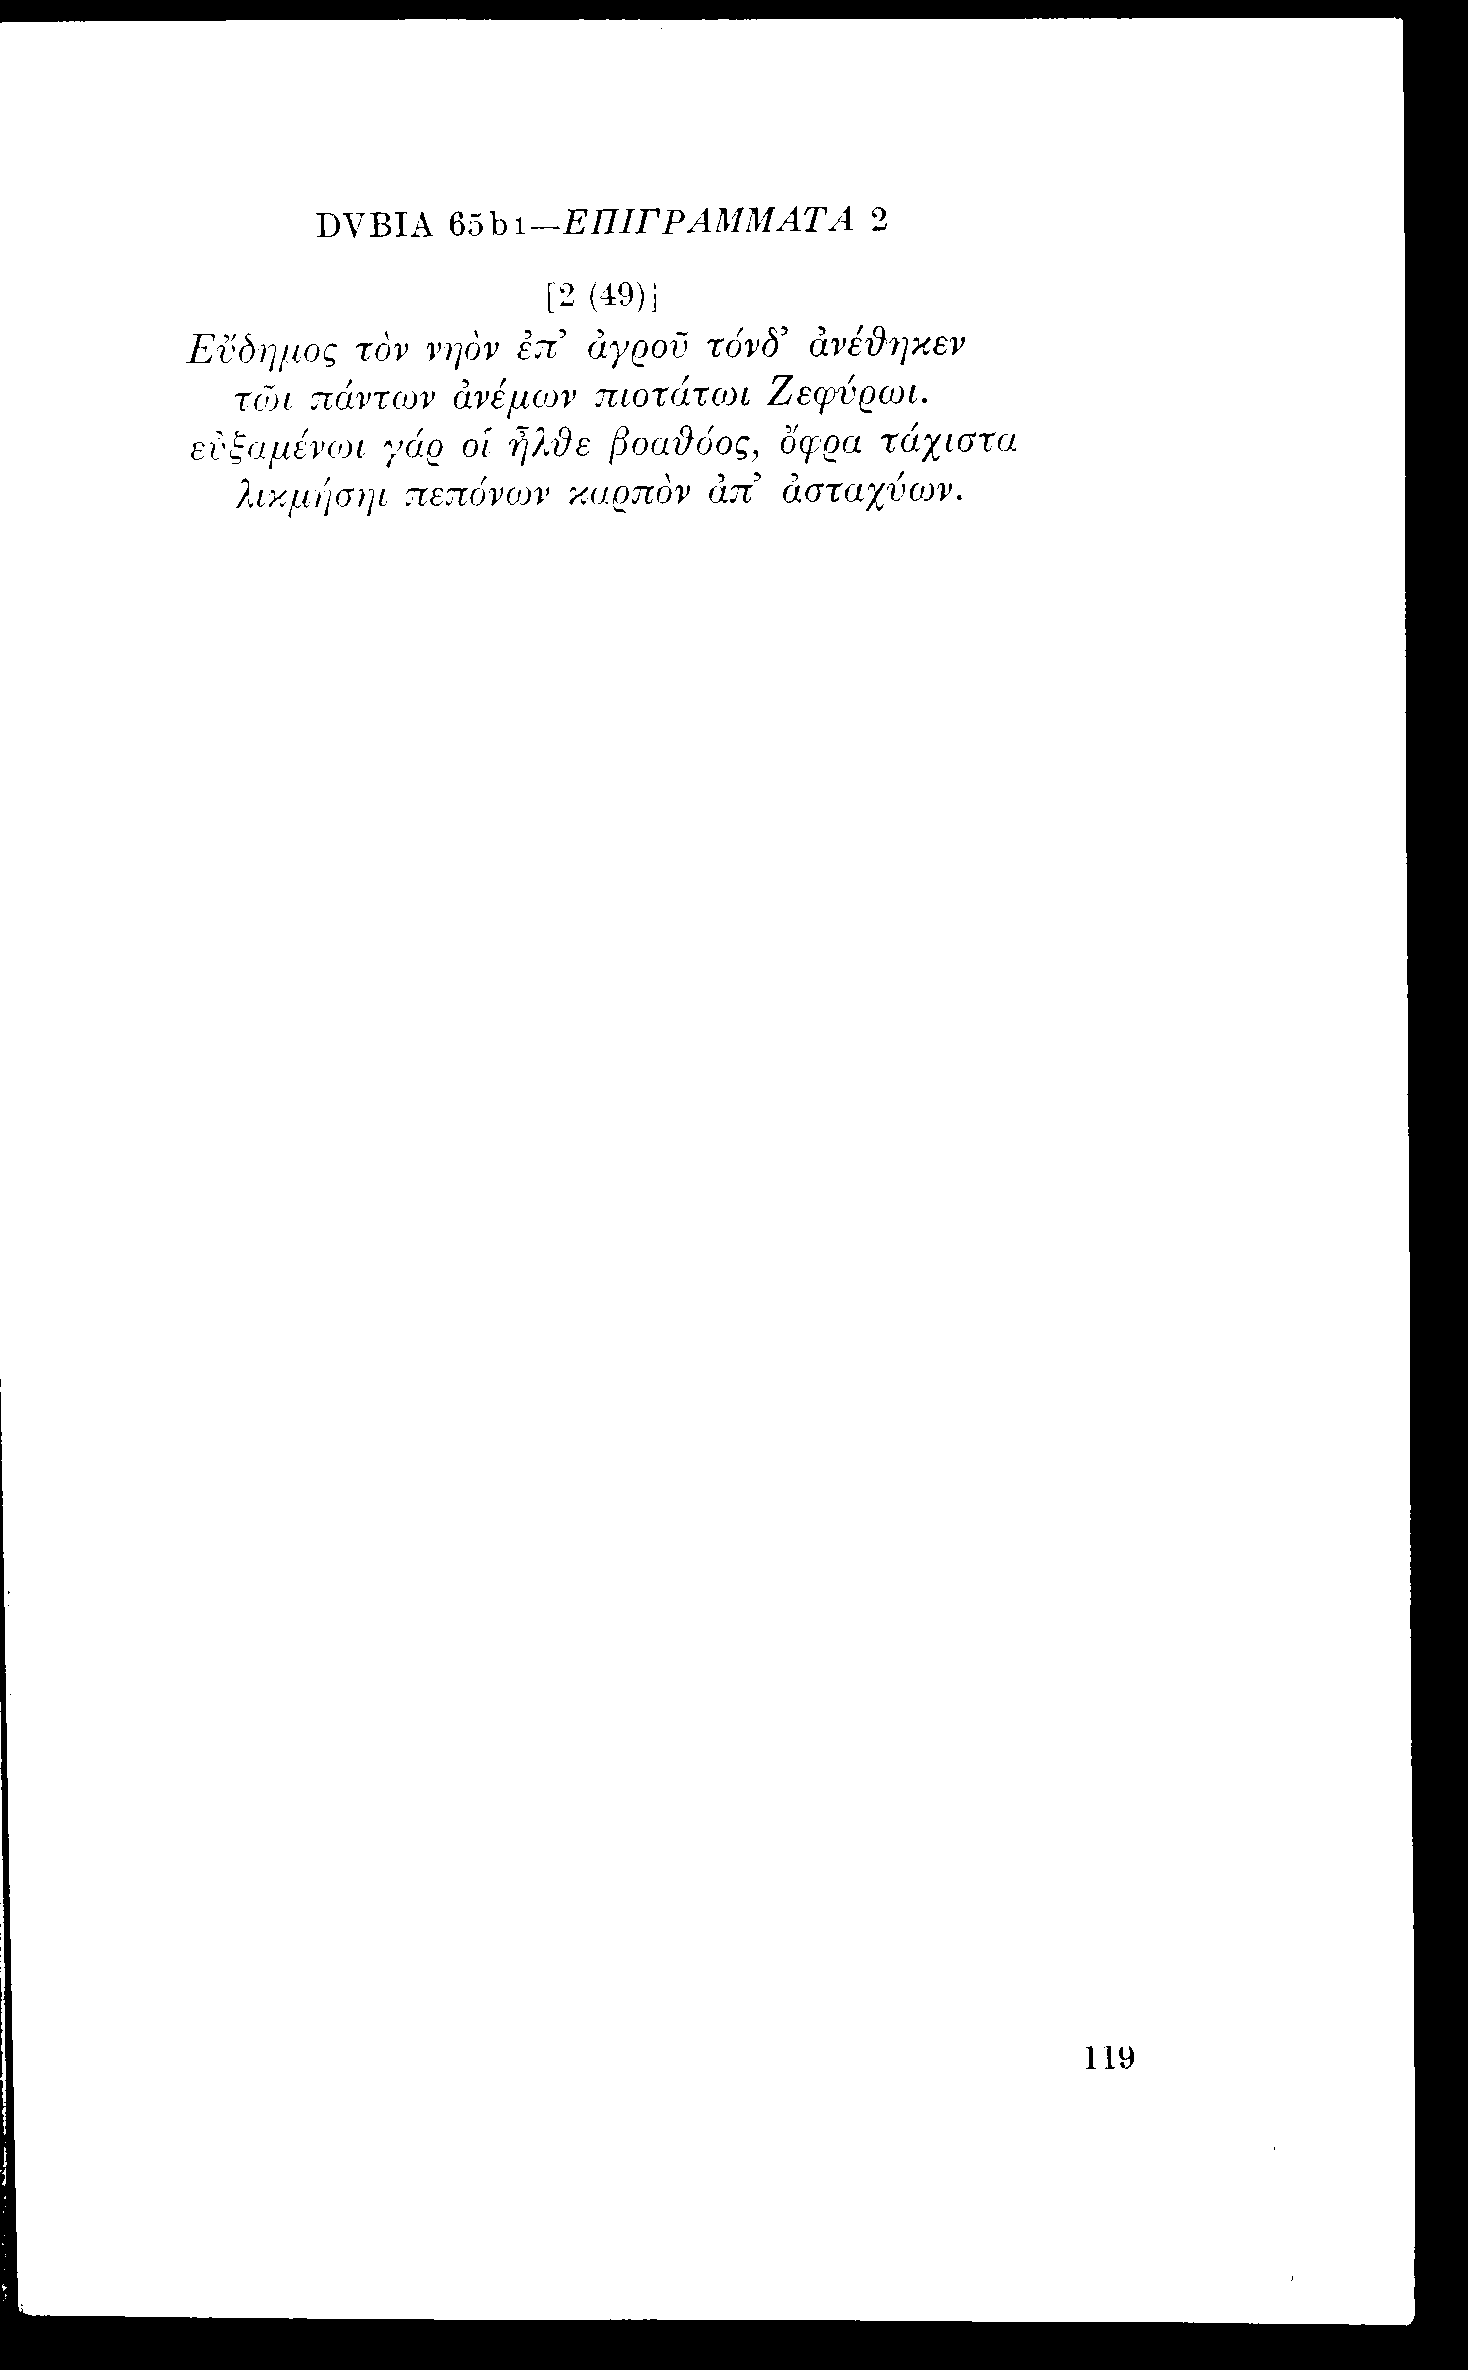 DVBIA 65b1—ΕΠΙΓΡΑΜΜΑΤΑ 2
[2 (49)]
Εὔδημος τὸν νηὸν ἐπ’ ἀγροῦ τόνδ’ ἀνέθηκεν
τῶι πάντων ἀνέμων πιοτάτωι Ζεφύρωι.
εὐξαμένωι γάρ οἱ ἦλθε βοαθόος, ὄφρα τάχιστα
λικμήσηι πεπόνων καρπὸν ἀπ’ ἀσταχύων.
119